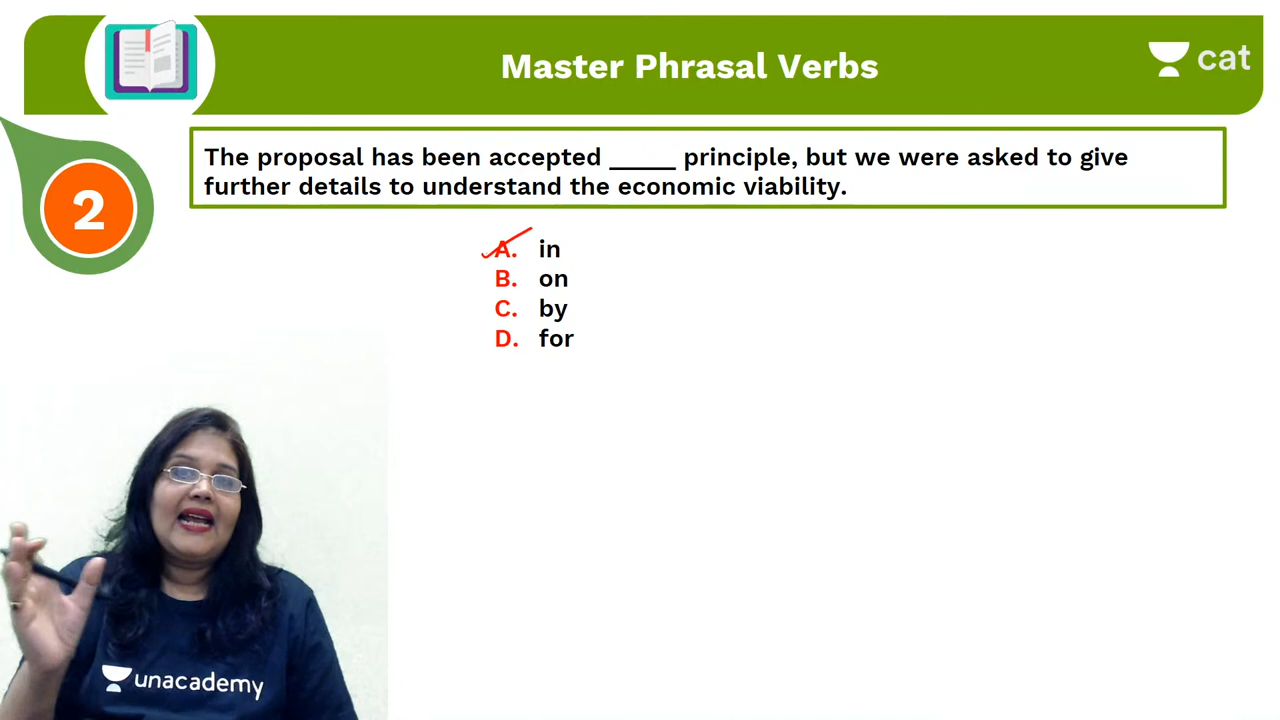 Master Phrasal Verbs
cat
2
The proposal has been accepted _____ principle, but we were asked to give
further details to understand the economic viability.
A. in
B. on
C. by
D. for
unacademy